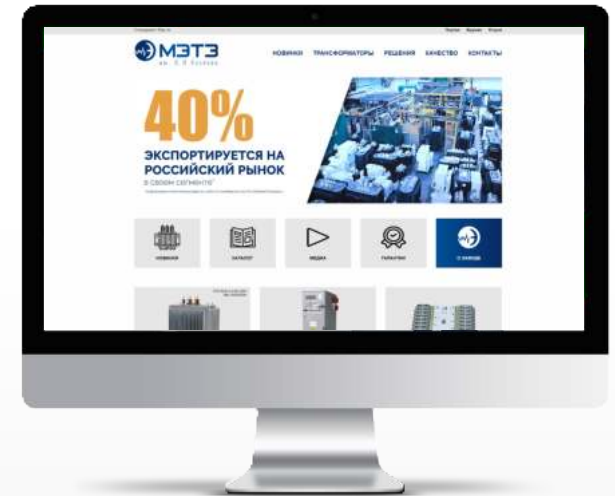 МЭТЗ
НОВИНКИ ТРАНСФОРМАТОРЫ РЕШЕНИЯ КАЧЕСТВО КОНТАКТЫ
40%
ЭКСПОРТИРУЕТСЯ НА
РОССИЙСКИЙ РЫНОК
В СВОЕМ СЕГМЕНТЕ*
НОВИНКИ КАТАЛОГ МЕДИА ГАРАНТИИ О ЗАВОДЕ